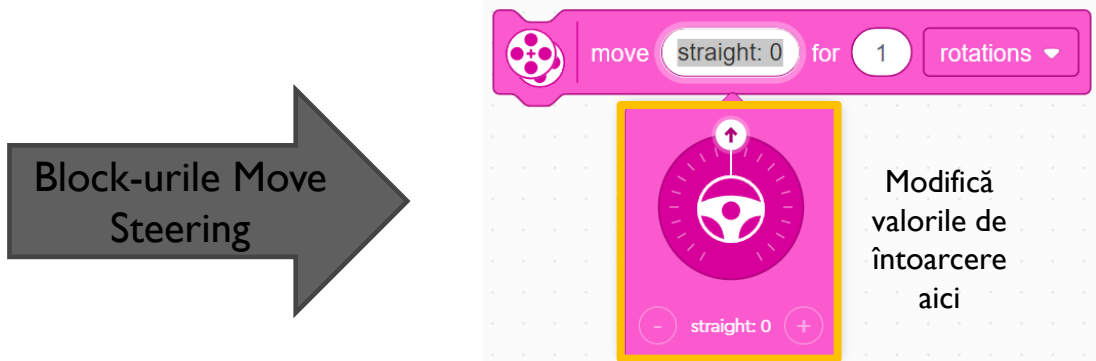 move straight: 0 for 1 rotations
Block-urile Move
Steering
Modifică
valorile de
întoarcere
aici
- straight: 0 +